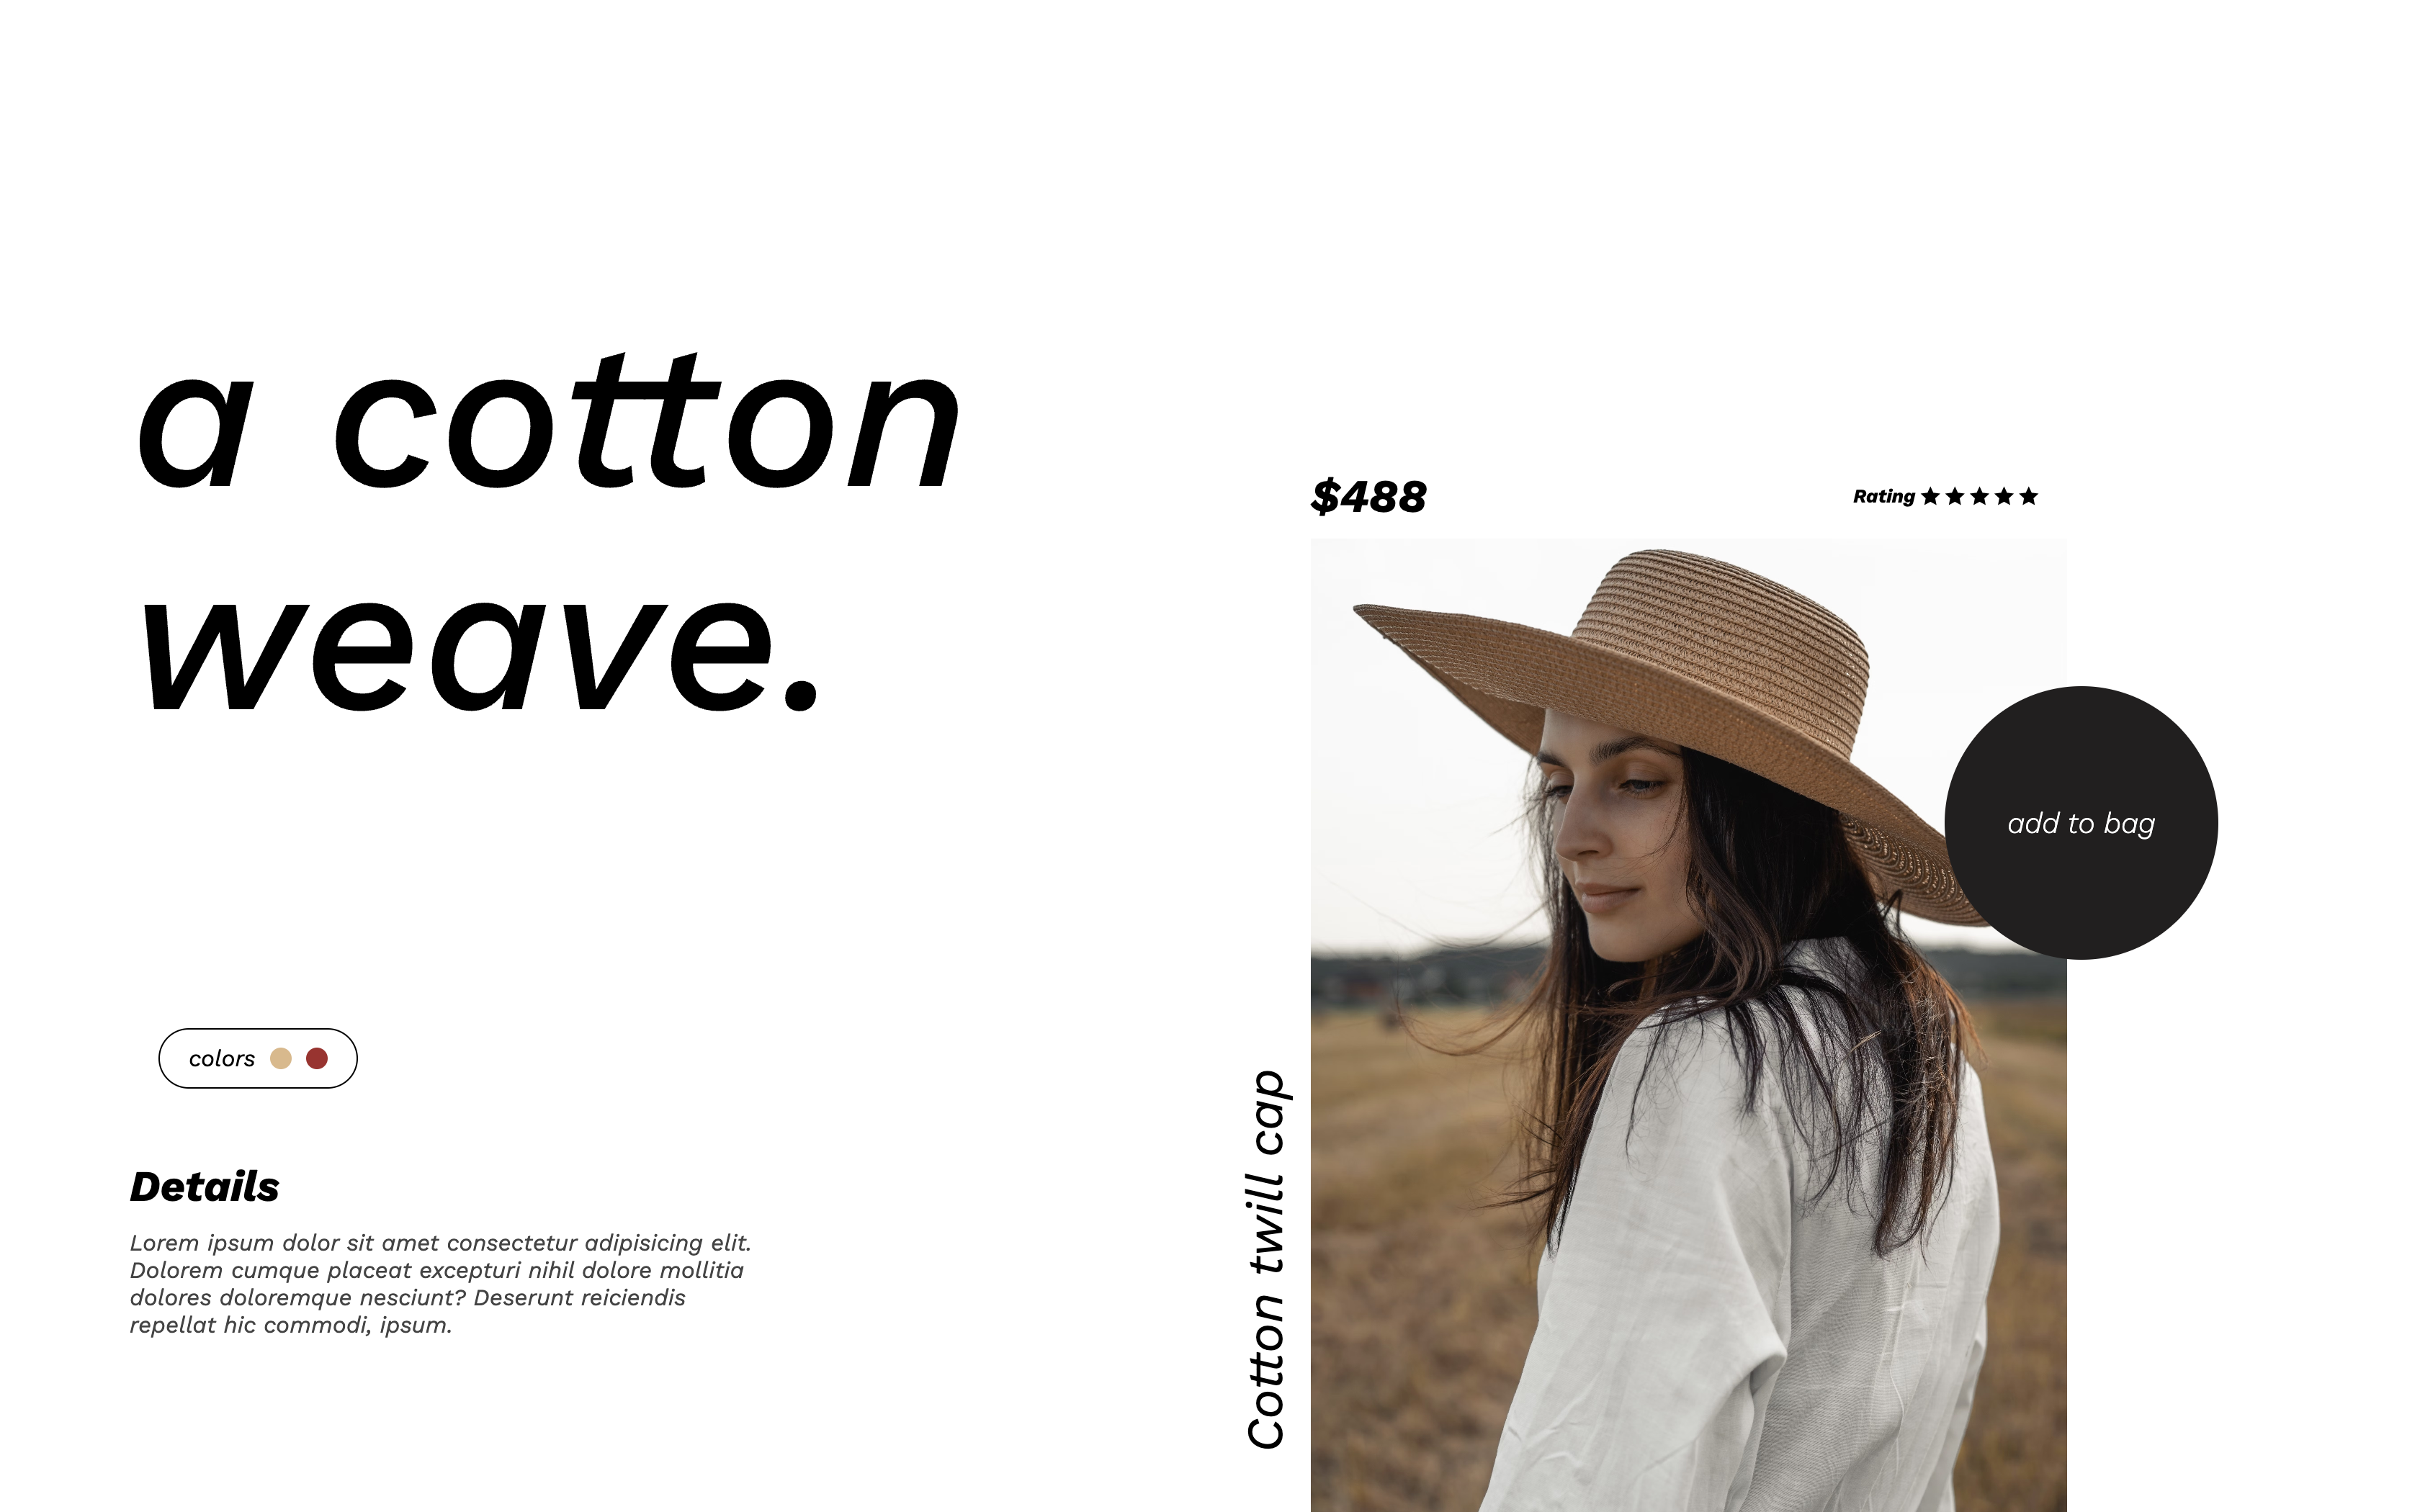 a cotton
weave.
$488
Rating ★★★★★
add to bag
colors
Cotton twill cap
Details
Lorem ipsum dolor sit amet consectetur adipisicing elit.
Dolorem cumque placeat excepturi nihil dolore mollitia
dolores doloremque nesciunt? Deserunt reiciendis
repellat hic commodi, ipsum.